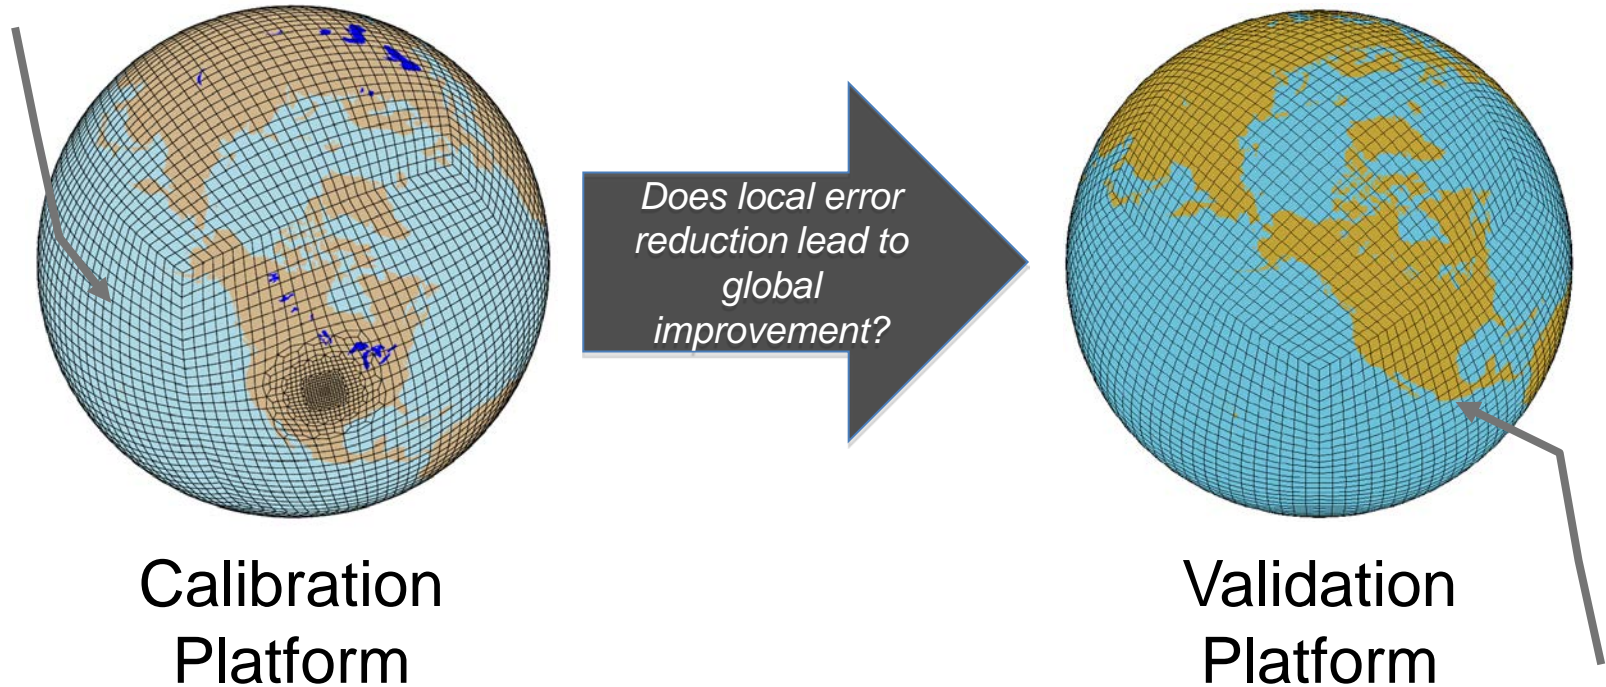 Does local error
reduction lead to
global
improvement?
Calibration
Platform
Validation
Platform